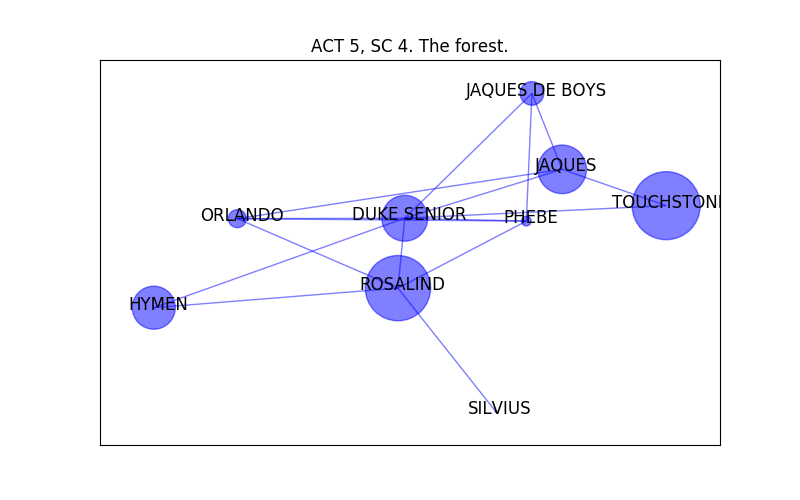 ACT 5, SC 4. The forest.
JAQUES DE BOYS
JAQUES
TOUCHSTONE
ORLANDO
DUKE SENIOR
PHEBE
ROSALIND
HYMEN
SILVIUS